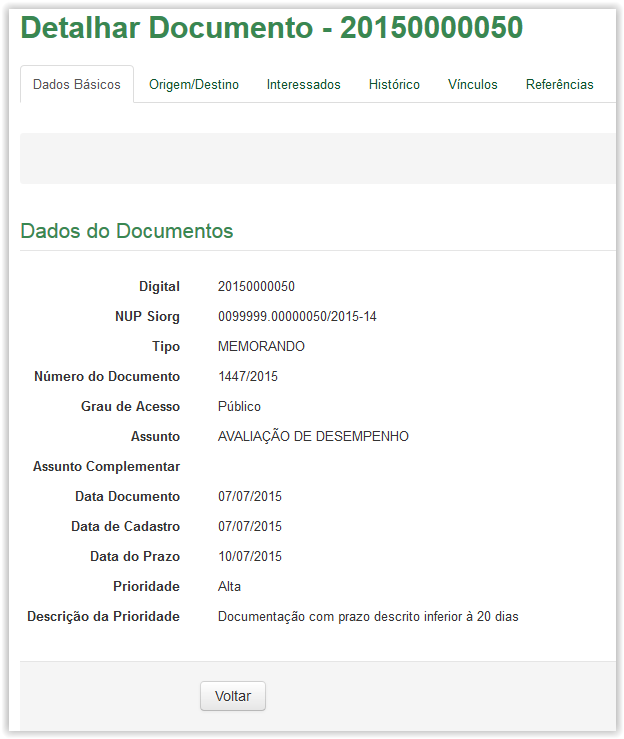 Detalhar Documento - 20150000050
Dados Básicos Origem/Destino Interessados Histórico Vínculos Referências
Dados do Documentos
Digital 20150000050
NUP Siorg 0099999.00000050/2015-14
Tipo MEMORANDO
Número do Documento 1447/2015
Grau de Acesso Público
Assunto AVALIAÇÃO DE DESEMPENHO
Assunto Complementar
Data Documento 07/07/2015
Data de Cadastro 07/07/2015
Data do Prazo 10/07/2015
Prioridade Alta
Descrição da Prioridade Documentação com prazo descrito inferior à 20 dias
Voltar